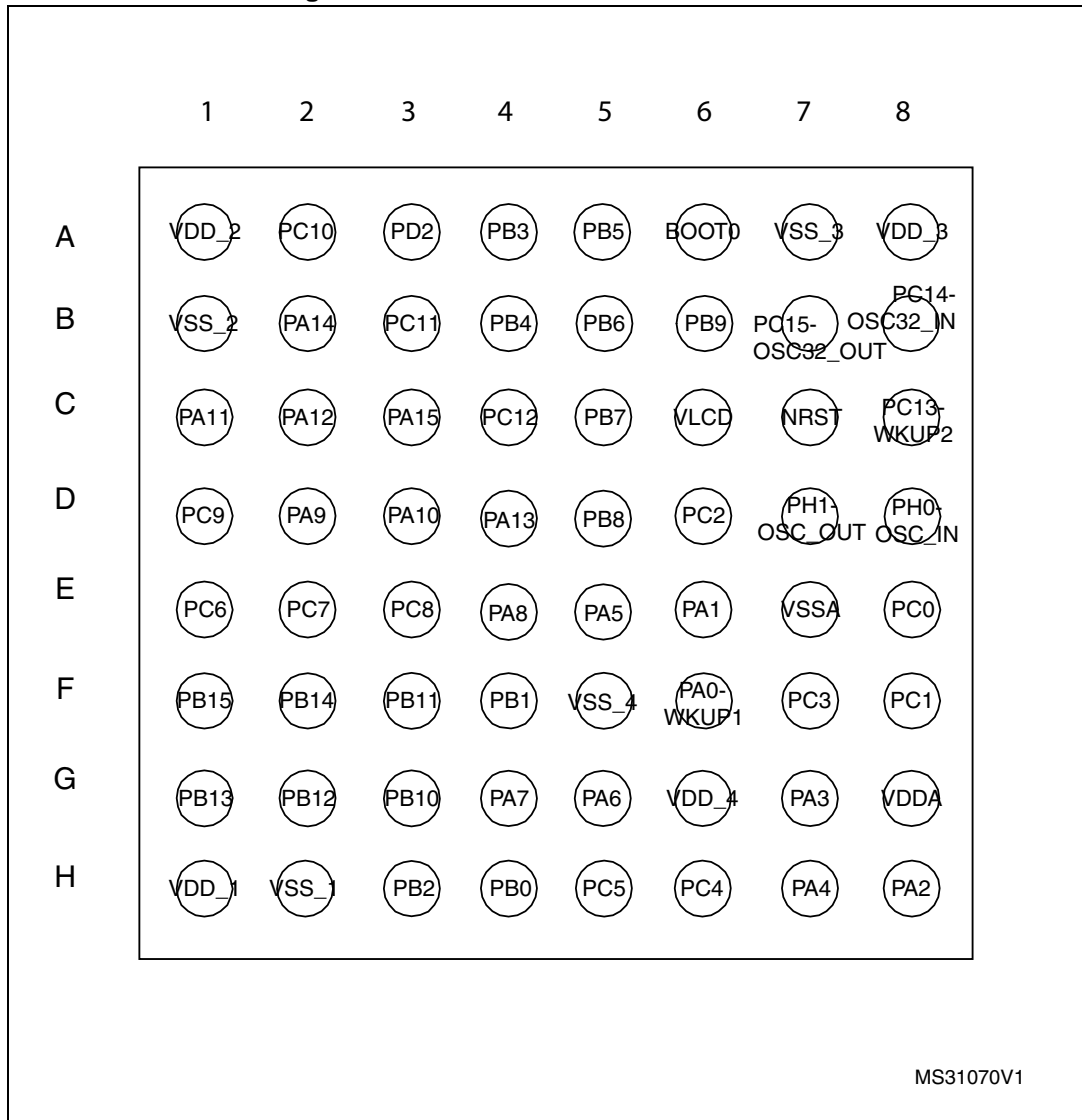 1 2 3 4 5 6 7 8
A VDD_2 PC10 PD2 PB3 PB5 BOOT0 VSS_3 VDD_3
B VSS_2 PA14 PC11 PB4 PB6 PB9 PC15-OSC32_OUT PC14-OSC32_IN
C PA11 PA12 PA15 PC12 PB7 VLCD NRST PC13-WKUP2
D PC9 PA9 PA10 PA13 PB8 PC2 PH1-OSC_OUT PH0-OSC_IN
E PC6 PC7 PC8 PA8 PA5 PA1 VSSA PC0
F PB15 PB14 PB11 PB1 VSS_4 PA0-WKUP1 PC3 PC1
G PB13 PB12 PB10 PA7 PA6 VDD_4 PA3 VDDA
H VDD_1 VSS_1 PB2 PB0 PC5 PC4 PA4 PA2
MS31070V1